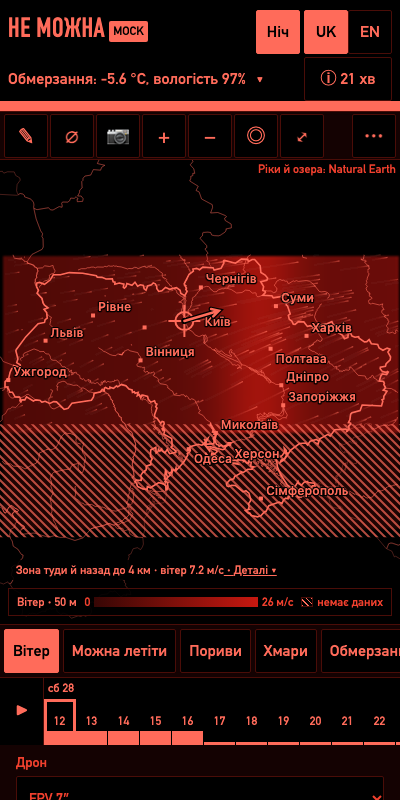 НЕ МОЖНА МОСК
Ніч UK EN
Обмерзання: -5.6 °C, вологість 97% ▾
ⓘ 21 хв
Ріки й озера: Natural Earth
Чернігів
Суми
Рівне
Київ
Харків
Львів
Вінниця
Полтава
Ужгород
Дніпро
Запоріжжя
Миколаїв
Одеса
Херсон
Сімферополь
Зона туди й назад до 4 км · вітер 7.2 м/с · Деталі ▾
Вітер · 50 м 0 26 м/с немає даних
Вітер Можна летіти Пориви Хмари Обмерзан
сб 28
12 13 14 15 16 17 18 19 20 21 22
Дрон
FPV 7″